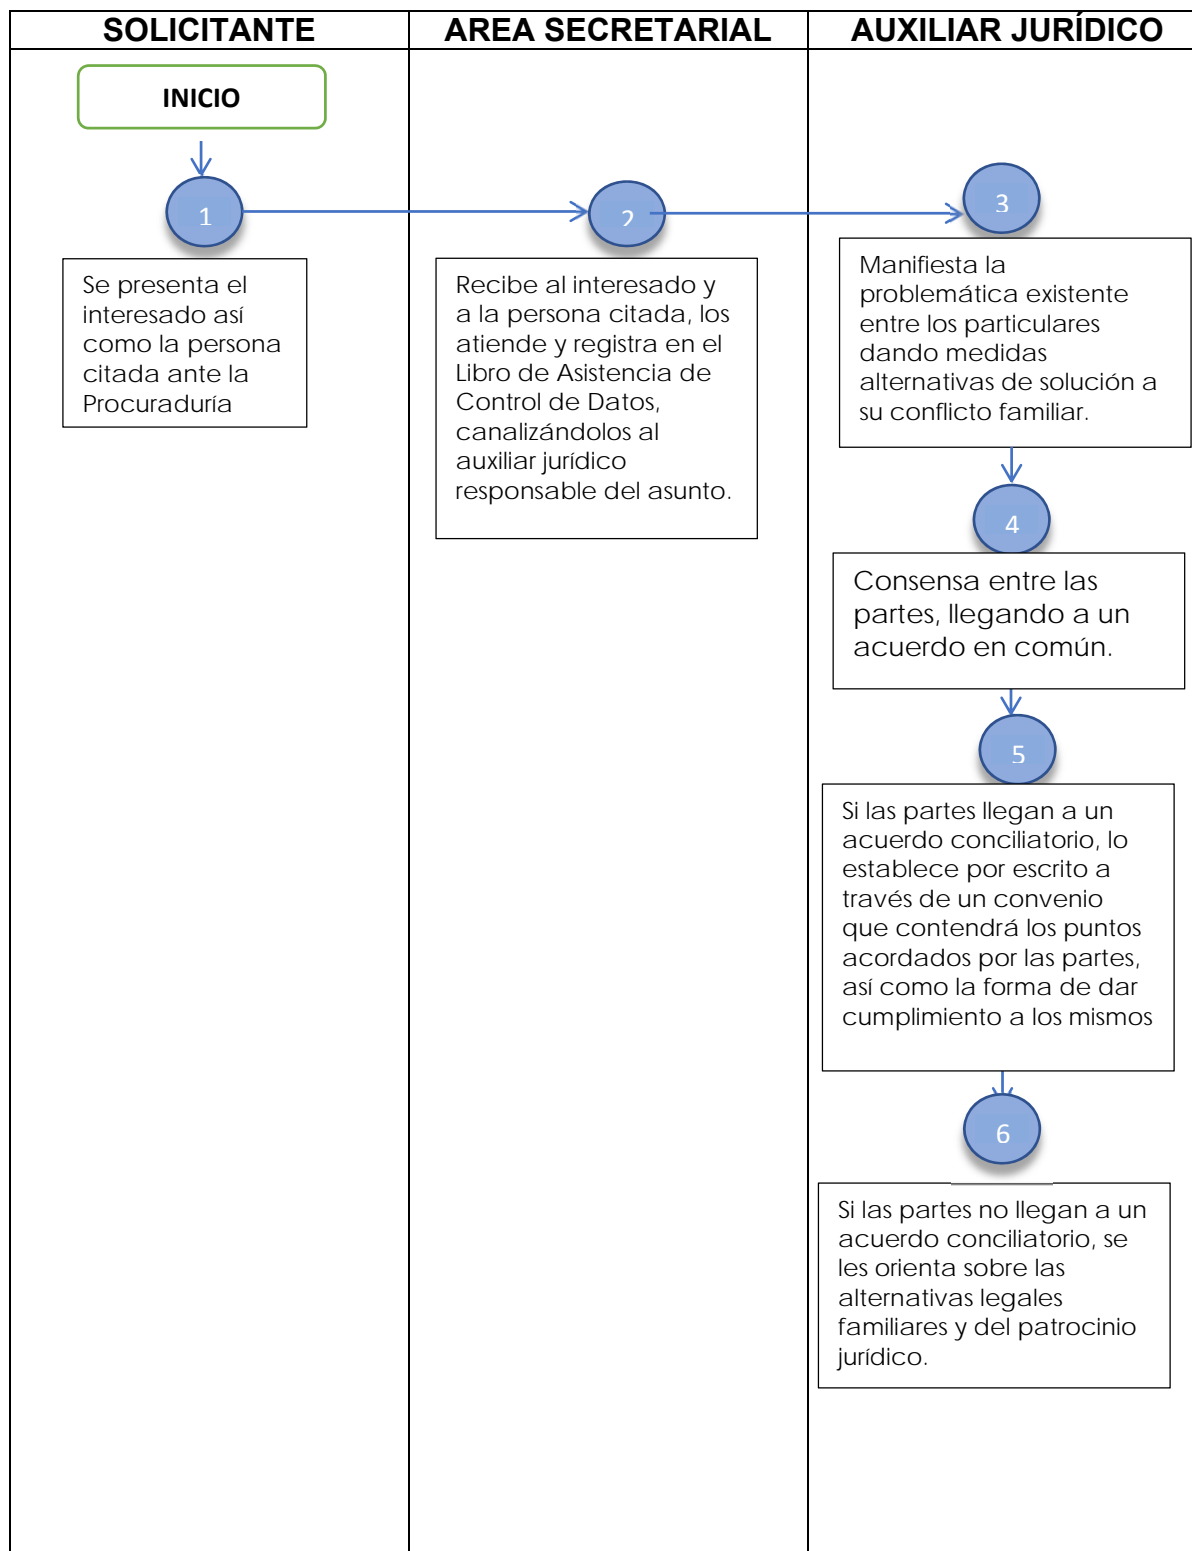 SOLICITANTE
AREA SECRETARIAL
AUXILIAR JURÍDICO
INICIO
1
Se presenta el
interesado así
como la persona
citada ante la
Procuraduría
2
Recibe al interesado y
a la persona citada, los
atiende y registra en el
Libro de Asistencia de
Control de Datos,
canalizándolos al
auxiliar jurídico
responsable del asunto.
3
Manifiesta la
problemática existente
entre los particulares
dando medidas
alternativas de solución a
su conflicto familiar.
4
Consensa entre las
partes, llegando a un
acuerdo en común.
5
Si las partes llegan a un
acuerdo conciliatorio, lo
establece por escrito a
través de un convenio
que contendrá los puntos
acordados por las partes,
así como la forma de dar
cumplimiento a los mismos
6
Si las partes no llegan a un
acuerdo conciliatorio, se
les orienta sobre las
alternativas legales
familiares y del patrocinio
jurídico.